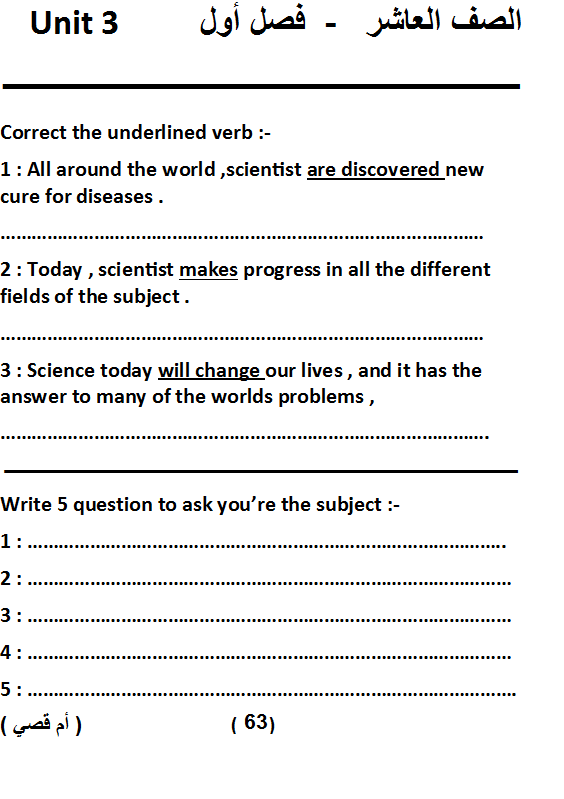 Unit 3 الصف العاشر - فصل أول
Correct the underlined verb :-
1 : All around the world ,scientist are discovered new
cure for diseases .
...........................................................................................
2 : Today , scientist makes progress in all the different
fields of the subject .
...........................................................................................
3 : Science today will change our lives , and it has the
answer to many of the worlds problems ,
............................................................................................
Write 5 question to ask you’re the subject :-
1 : ..........................................................................................
2 : ...........................................................................................
3 : ...........................................................................................
4 : ...........................................................................................
5 : ............................................................................................
( أم قصي ) ( 63)